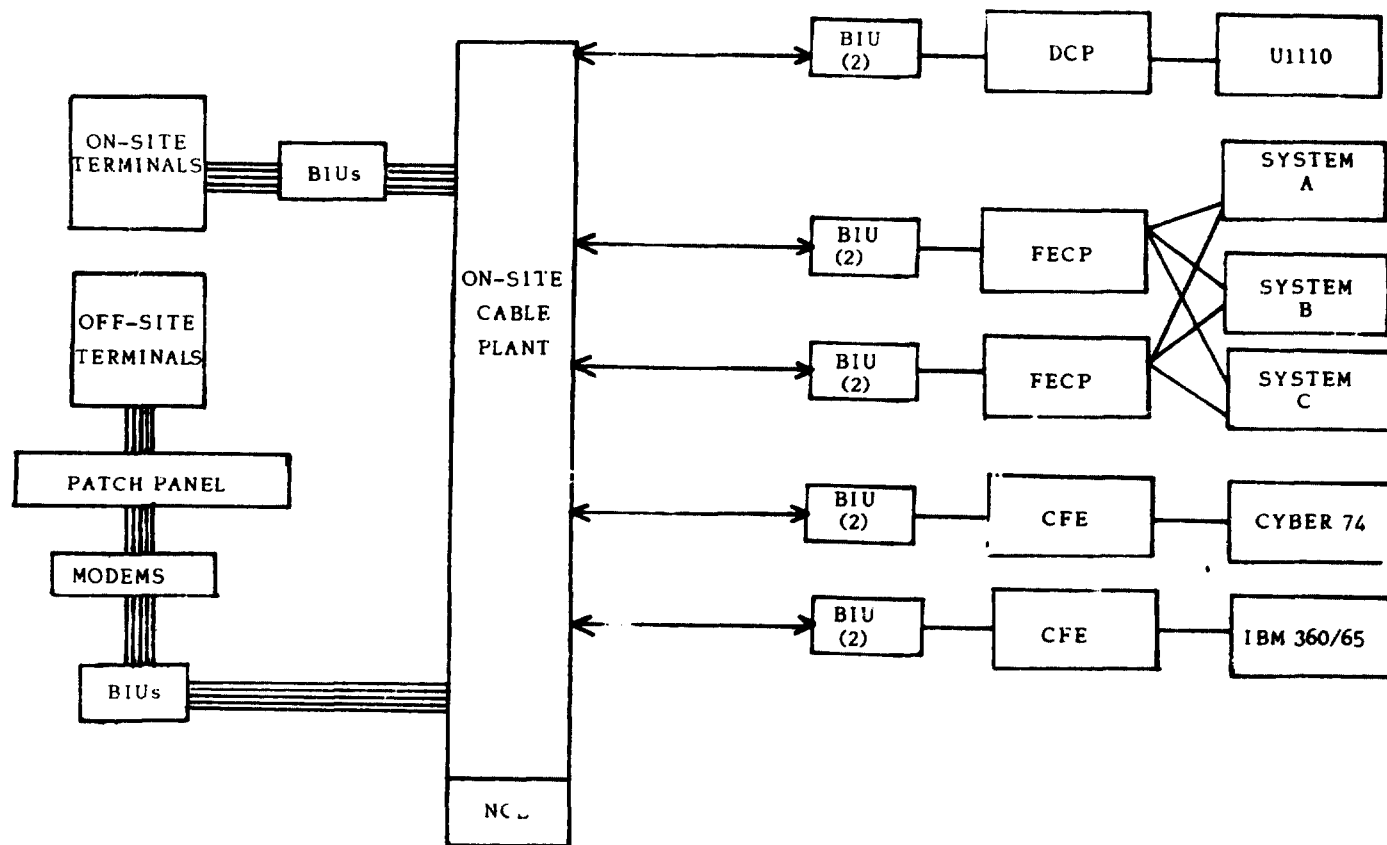 BIU
(2)
DCP
U1110
ON-SITE
TERMINALS
BIUs
SYSTEM
A
BIU
(2)
FECP
ON-SITE
CABLE
PLANT
SYSTEM
B
OFF-SITE
TERMINALS
BIU
(2)
FECP
SYSTEM
C
PATCH PANEL
BIU
(2)
CFE
CYBER 74
MODEMS
BIU
(2)
CFE
IBM 360/65
BIUs